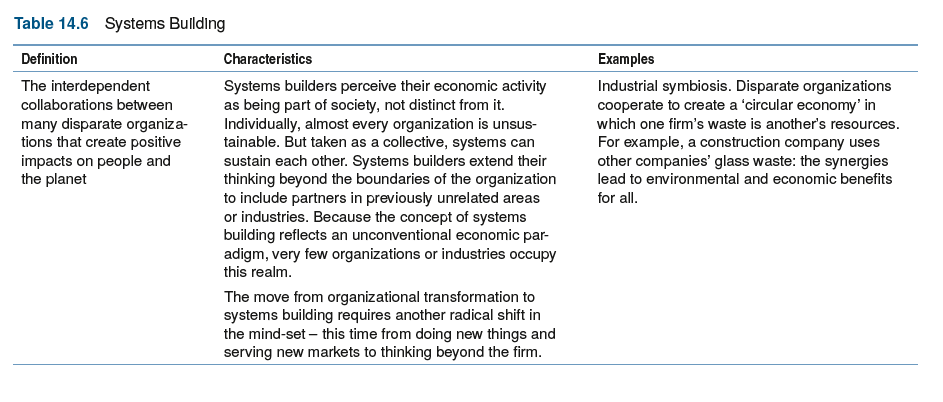 Table 14.6 Systems Building
Definition
Characteristics
Examples
The interdependent
collaborations between
many disparate organiza-
tions that create positive
impacts on people and
the planet
Systems builders perceive their economic activity
as being part of society, not distinct from it.
Individually, almost every organization is unsus-
tainable. But taken as a collective, systems can
sustain each other. Systems builders extend their
thinking beyond the boundaries of the organization
to include partners in previously unrelated areas
or industries. Because the concept of systems
building reflects an unconventional economic par-
adigm, very few organizations or industries occupy
this realm.
The move from organizational transformation to
systems building requires another radical shift in
the mind-set – this time from doing new things and
serving new markets to thinking beyond the firm.
Industrial symbiosis. Disparate organizations
cooperate to create a ‘circular economy’ in
which one firm’s waste is another’s resources.
For example, a construction company uses
other companies’ glass waste: the synergies
lead to environmental and economic benefits
for all.